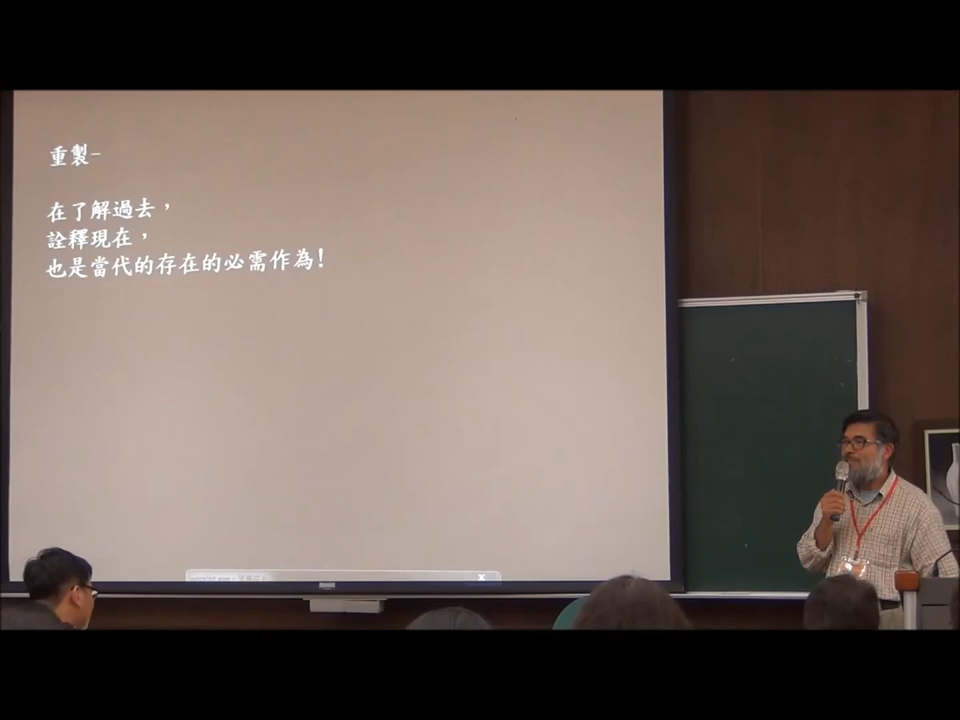 重製-
在了解過去，
詮釋現在，
也是當代的存在的必需作為！